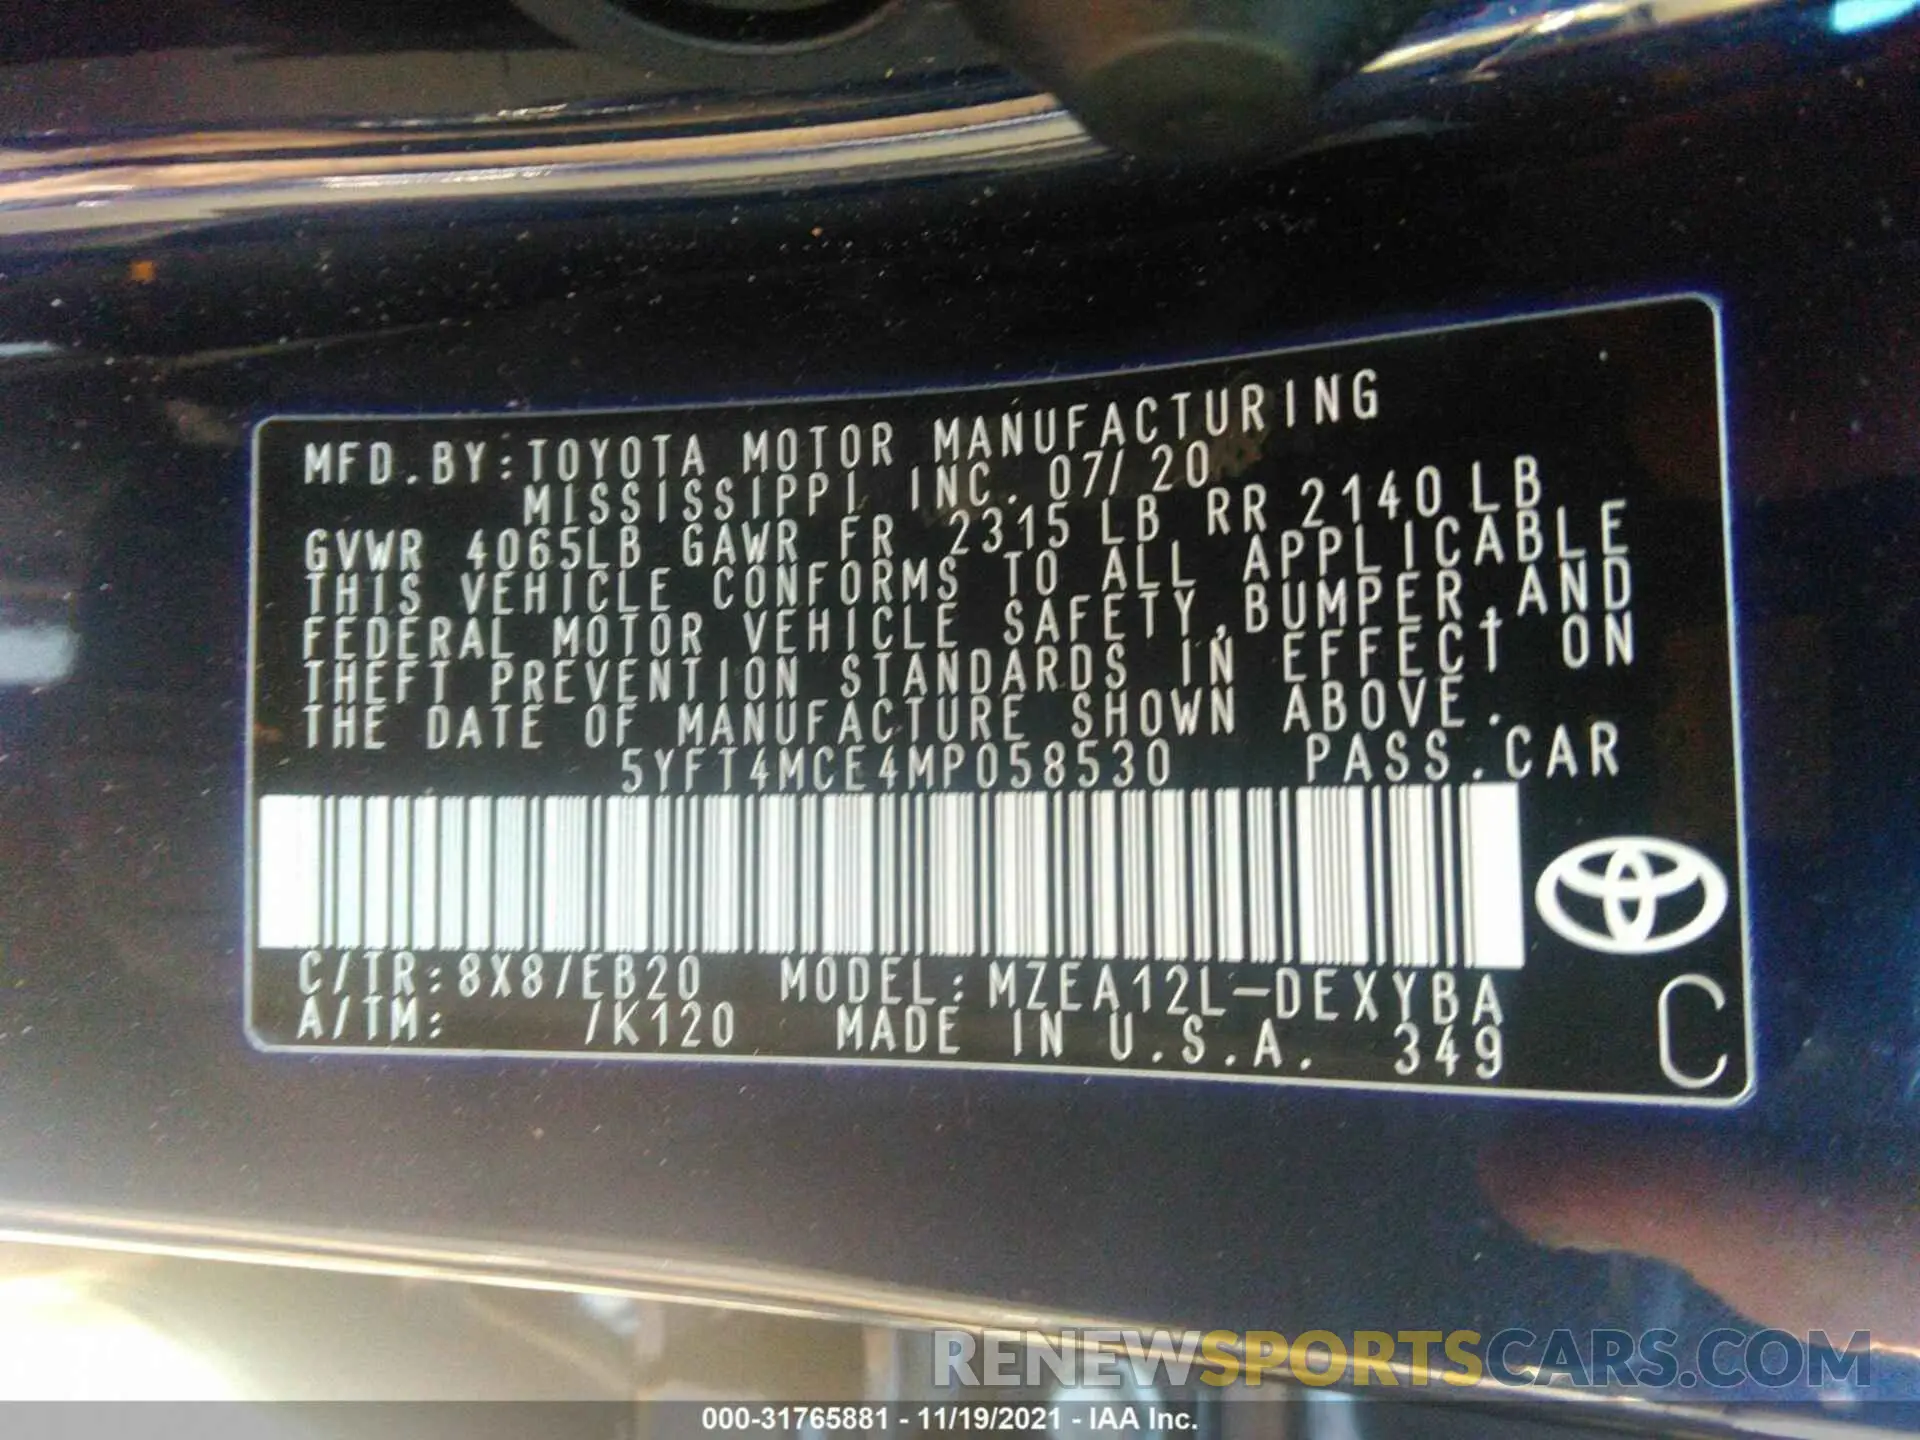 MFD.BY:TOYOTA MOTOR MANUFACTURING
MISSISSIPPI INC. 07/20
GVWR 4065LB GAWR FR 2315 LB RR 2140 LB
THIS VEHICLE CONFORMS TO ALL APPLICABLE
FEDERAL MOTOR VEHICLE SAFETY,BUMPER,AND
THEFT PREVENTION STANDARDS IN EFFECT ON
THE DATE OF MANUFACTURE SHOWN ABOVE.
5YFT4MCE4MP058530 PASS.CAR
C/TR:8X8/EB20 MODEL:MZEA12L-DEXYBA
A/TM: /K120 MADE IN U.S.A. 349
C
RENEWSPORTSCARS.COM
000-31765881 - 11/19/2021 - IAA Inc.